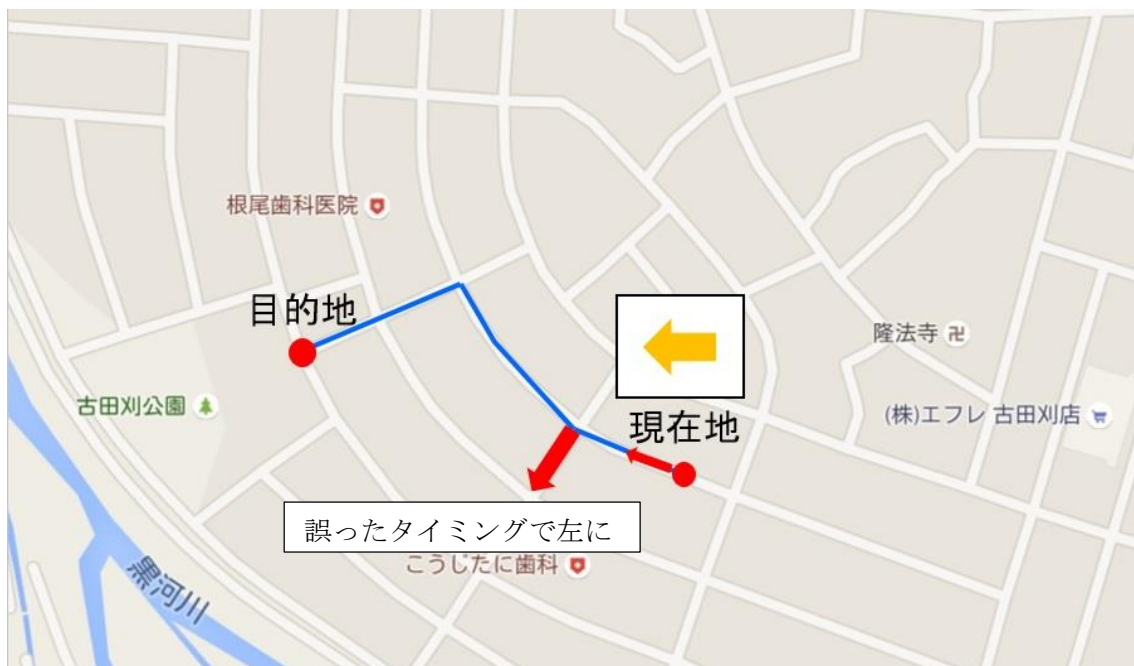 根尾歯科医院
目的地
隆法寺
古田刈公園
現在地
(株)エフレ 古田刈店
誤ったタイミングで左に
こうじたに歯科
黒河川